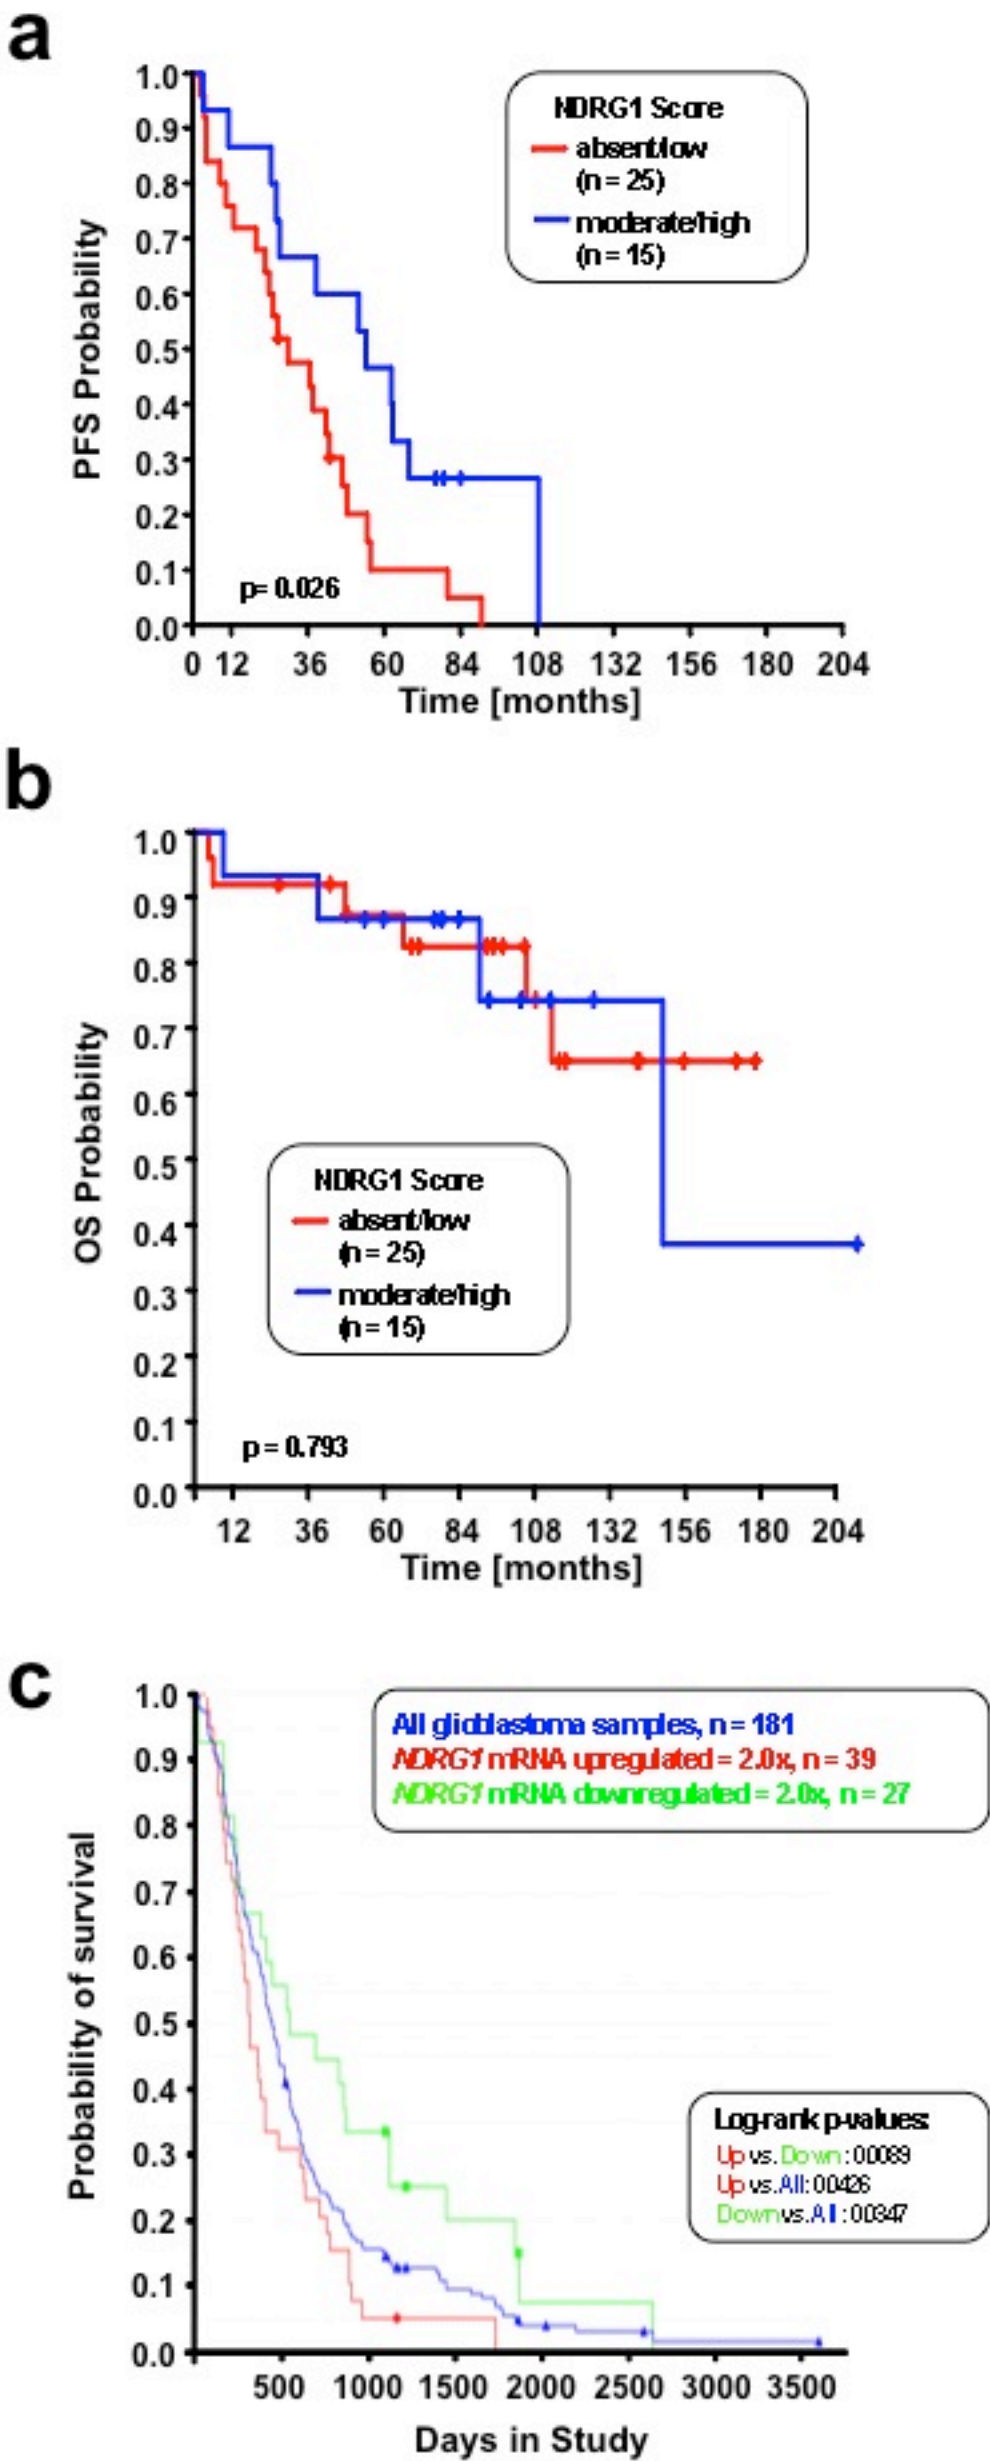 a
1.0
0.9
0.8
0.7
0.6
0.5
0.4
0.3
0.2
0.1
0.0
PFS Probability
NDRG1 Score
absent/low
(n = 25)
moderate/high
(n = 15)
p= 0.026
0 12 36 60 84 108 132 156 180 204
Time [months]
b
1.0
0.9
0.8
0.7
0.6
0.5
0.4
0.3
0.2
0.1
0.0
OS Probability
NDRG1 Score
absent/low
(n = 25)
moderate/high
(n = 15)
p = 0.793
12 36 60 84 108 132 156 180 204
Time [months]
c
1.0
0.9
0.8
0.7
0.6
0.5
0.4
0.3
0.2
0.1
0.0
Probability of survival
All glioblastoma samples, n = 181
NDRG1 mRNA upregulated = 2.0x, n = 39
NDRG1 mRNA downregulated = 2.0x, n = 27
Log-rank p-values:
Up vs. Down : 0.0089
Up vs. All : 0.0426
Down vs. All : 0.0347
500 1000 1500 2000 2500 3000 3500
Days in Study